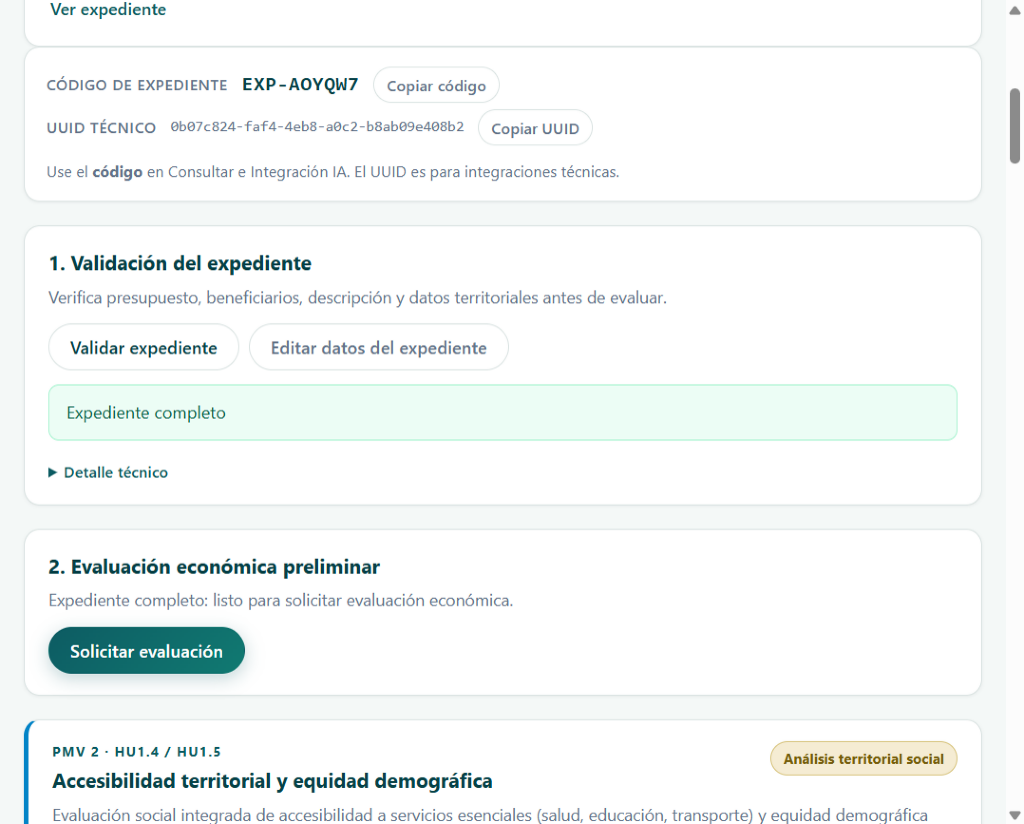 Ver expediente
CÓDIGO DE EXPEDIENTE EXP-AOYQW7 Copiar código
UUID TÉCNICO 0b07c824-faf4-4eb8-a0c2-b8ab09e408b2 Copiar UUID
Use el código en Consultar e Integración IA. El UUID es para integraciones técnicas.
1. Validación del expediente
Verifica presupuesto, beneficiarios, descripción y datos territoriales antes de evaluar.
Validar expediente Editar datos del expediente
Expediente completo
Detalle técnico
2. Evaluación económica preliminar
Expediente completo: listo para solicitar evaluación económica.
Solicitar evaluación
PMV 2 · HU1.4 / HU1.5
Análisis territorial social
Accesibilidad territorial y equidad demográfica
Evaluación social integrada de accesibilidad a servicios esenciales (salud, educación, transporte) y equidad demográfica